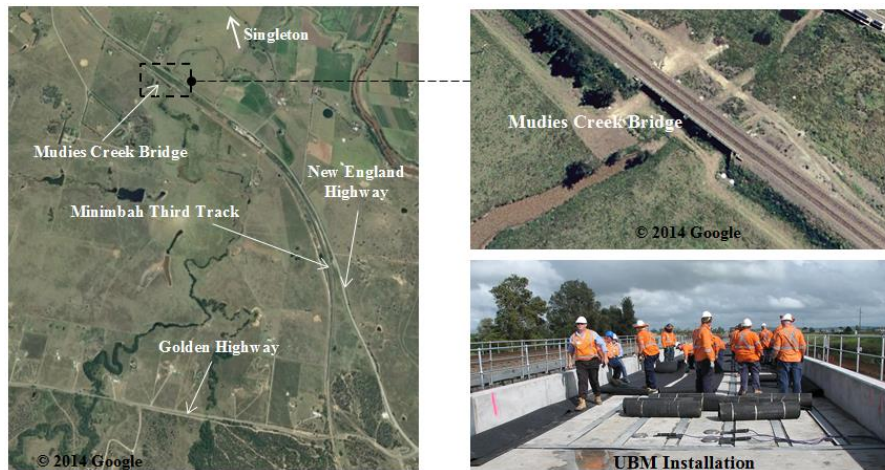 Singleton
Mudies Creek Bridge
New England
Highway
Minimbah Third Track
Golden Highway
© 2014 Google
Mudies Creek Bridge
© 2014 Google
UBM Installation